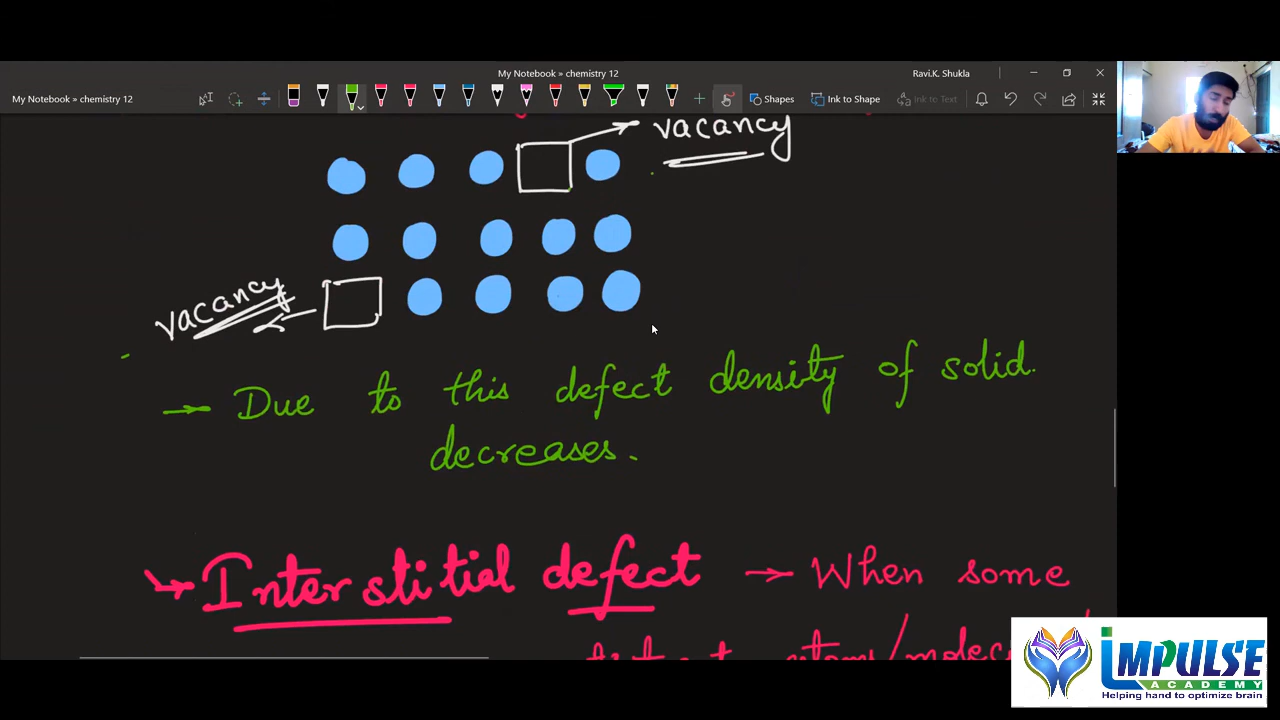 My Notebook » chemistry 12
Ravi.K. Shukla
My Notebook » chemistry 12
Shapes
Ink to Shape
Ink to Text
vacancy
vacancy
→ Due to this defect density of solid
decreases.
↳ Interstitial defect → When some
atoms/
IMPULSE
ACADEMY
Helping hand to optimize brain